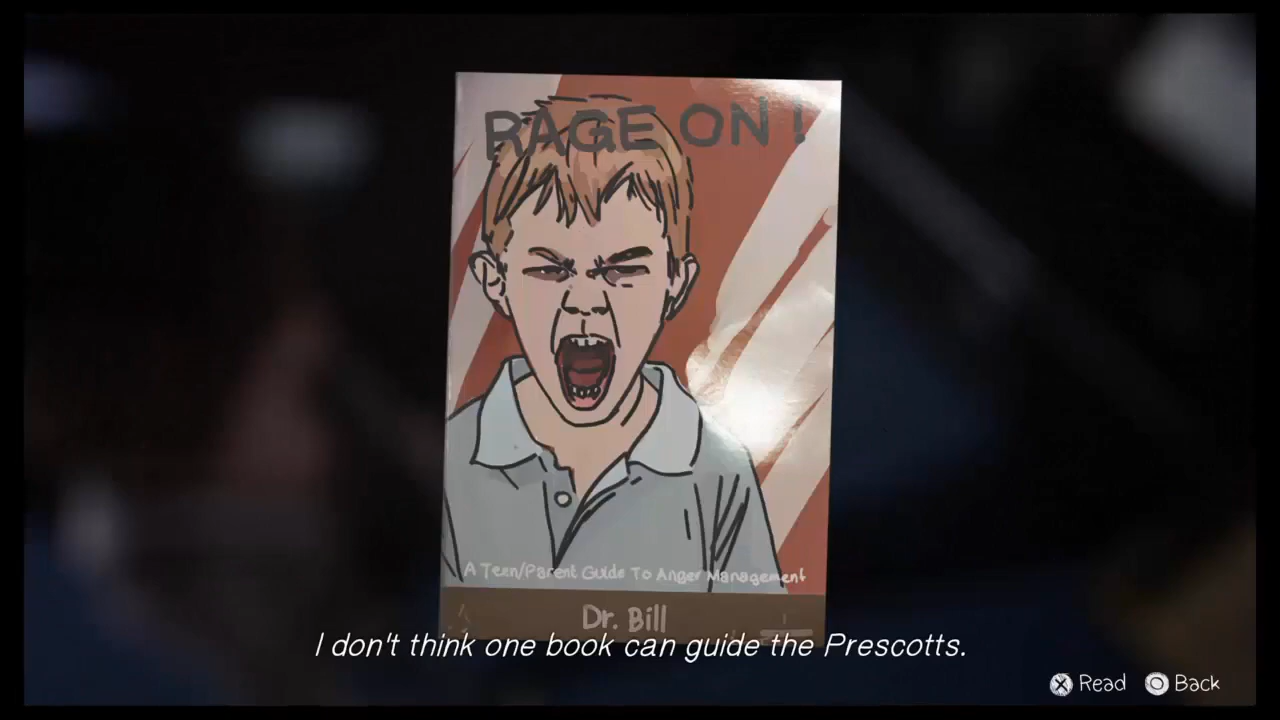 RAGE ON !
A Teen/Parent Guide To Anger Management
Dr. Bill
I don't think one book can guide the Prescotts.
Read
Back